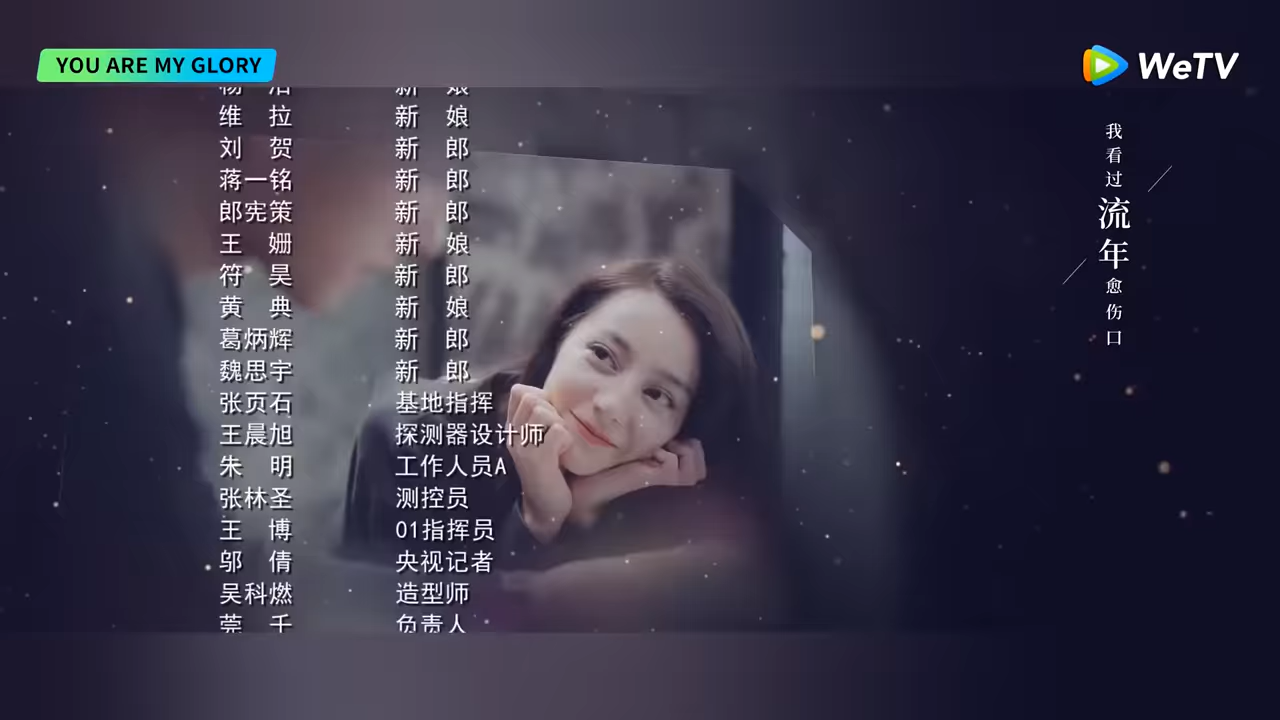 YOU ARE MY GLORY
WeTV
维 拉 新 娘
刘 贺 新 郎
蒋一铭 新 郎
郎宪策 新 郎
王 姗 新 娘
符 昊 新 郎
黄 典 新 娘
葛炳辉 新 郎
魏思宇 新 郎
张页石 基地指挥
王晨旭 探测器设计师
朱 明 工作人员A
张林圣 测控员
王 博 01指挥员
邬 倩 央视记者
吴科燃 造型师
莞 千 负责人
我看过流年愈伤口